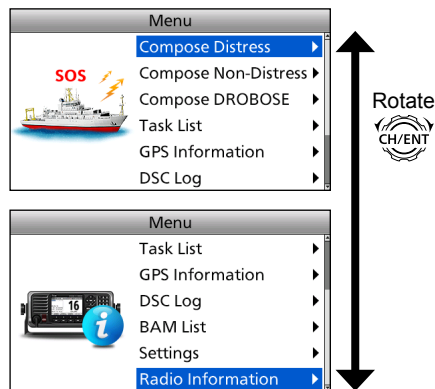 Menu
SOS
Compose Distress
Compose Non-Distress
Compose DROBOSE
Task List
GPS Information
DSC Log
Rotate
CH/ENT
Menu
Task List
GPS Information
DSC Log
BAM List
Settings
Radio Information
16
i